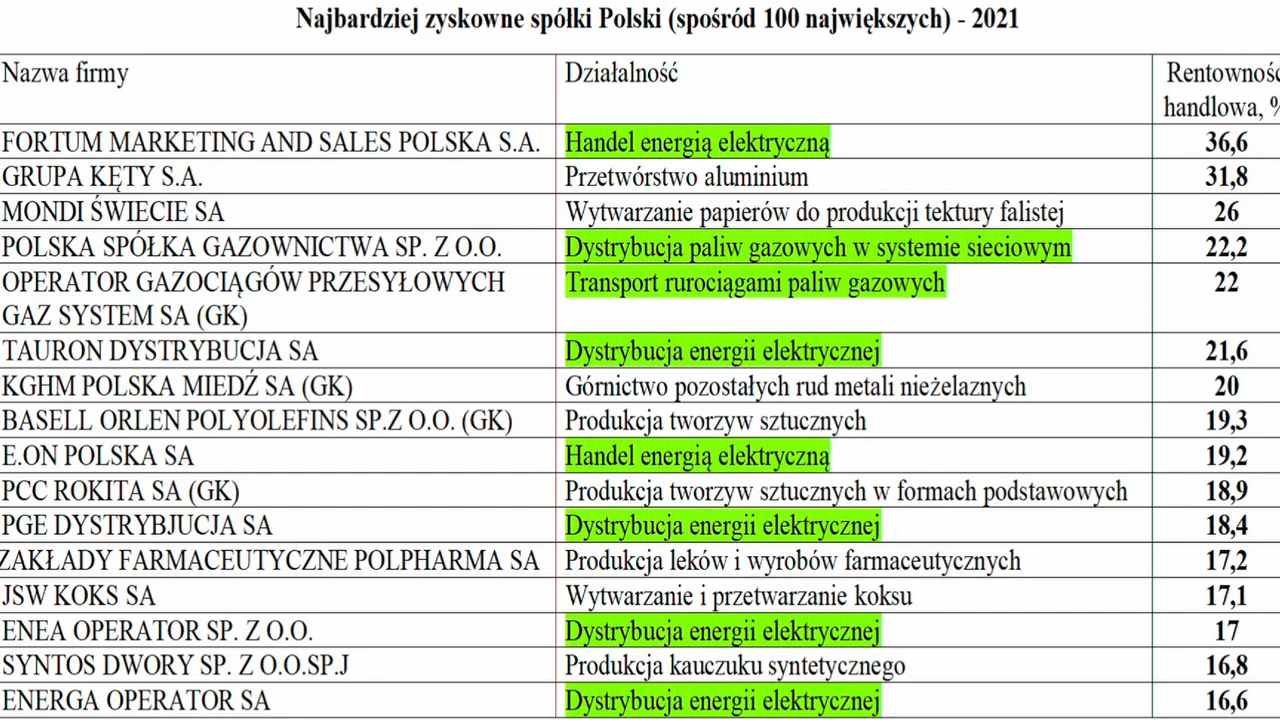 Najbardziej zyskowne spółki Polski (spośród 100 największych) - 2021
Nazwa firmy Działalność Rentowność
handlowa, %
FORTUM MARKETING AND SALES POLSKA S.A. Handel energią elektryczną 36,6
GRUPA KĘTY S.A. Przetwórstwo aluminium 31,8
MONDI ŚWIECIE SA Wytwarzanie papierów do produkcji tektury falistej 26
POLSKA SPÓŁKA GAZOWNICTWA SP. Z O.O. Dystrybucja paliw gazowych w systemie sieciowym 22,2
OPERATOR GAZOCIĄGÓW PRZESYŁOWYCH Transport rurociągami paliw gazowych 22
GAZ SYSTEM SA (GK)
TAURON DYSTRYBUCJA SA Dystrybucja energii elektrycznej 21,6
KGHM POLSKA MIEDŹ SA (GK) Górnictwo pozostałych rud metali nieżelaznych 20
BASELL ORLEN POLYOLEFINS SP.Z O.O. (GK) Produkcja tworzyw sztucznych 19,3
E.ON POLSKA SA Handel energią elektryczną 19,2
PCC ROKITA SA (GK) Produkcja tworzyw sztucznych w formach podstawowych 18,9
PGE DYSTRYBJUCJA SA Dystrybucja energii elektrycznej 18,4
ZAKŁADY FARMACEUTYCZNE POLPHARMA SA Produkcja leków i wyrobów farmaceutycznych 17,2
JSW KOKS SA Wytwarzanie i przetwarzanie koksu 17,1
ENEA OPERATOR SP. Z O.O. Dystrybucja energii elektrycznej 17
SYNTOS DWORY SP. Z O.O.SP.J Produkcja kauczuku syntetycznego 16,8
ENERGA OPERATOR SA Dystrybucja energii elektrycznej 16,6